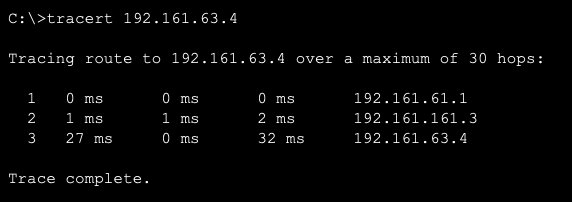 C:\>tracert 192.161.63.4
Tracing route to 192.161.63.4 over a maximum of 30 hops:
1 0 ms 0 ms 0 ms 192.161.61.1
2 1 ms 1 ms 2 ms 192.161.161.3
3 27 ms 0 ms 32 ms 192.161.63.4
Trace complete.